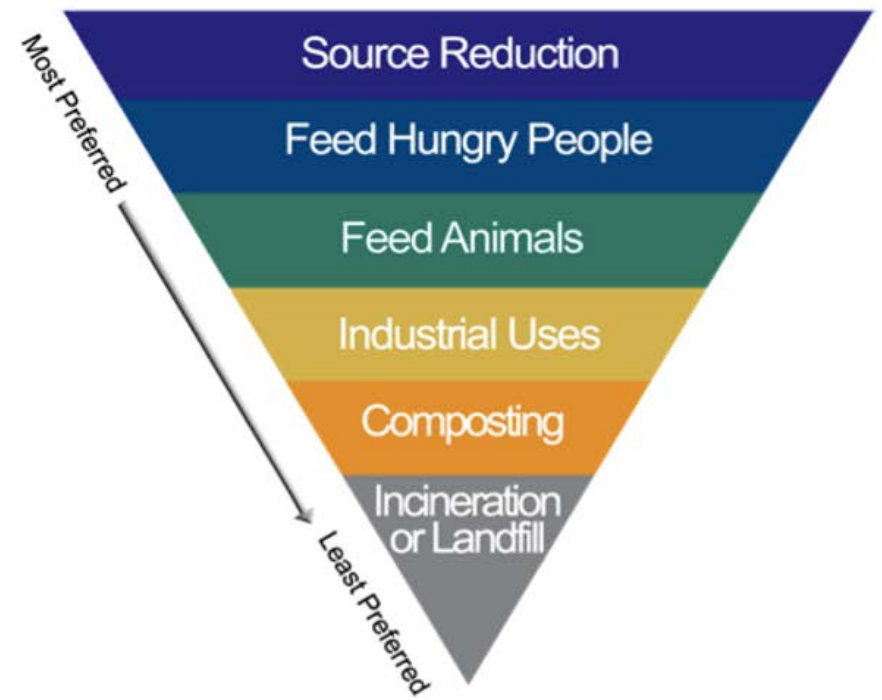 Most Preferred
Source Reduction
Feed Hungry People
Feed Animals
Industrial Uses
Composting
Incineration
or Landfill
Least Preferred